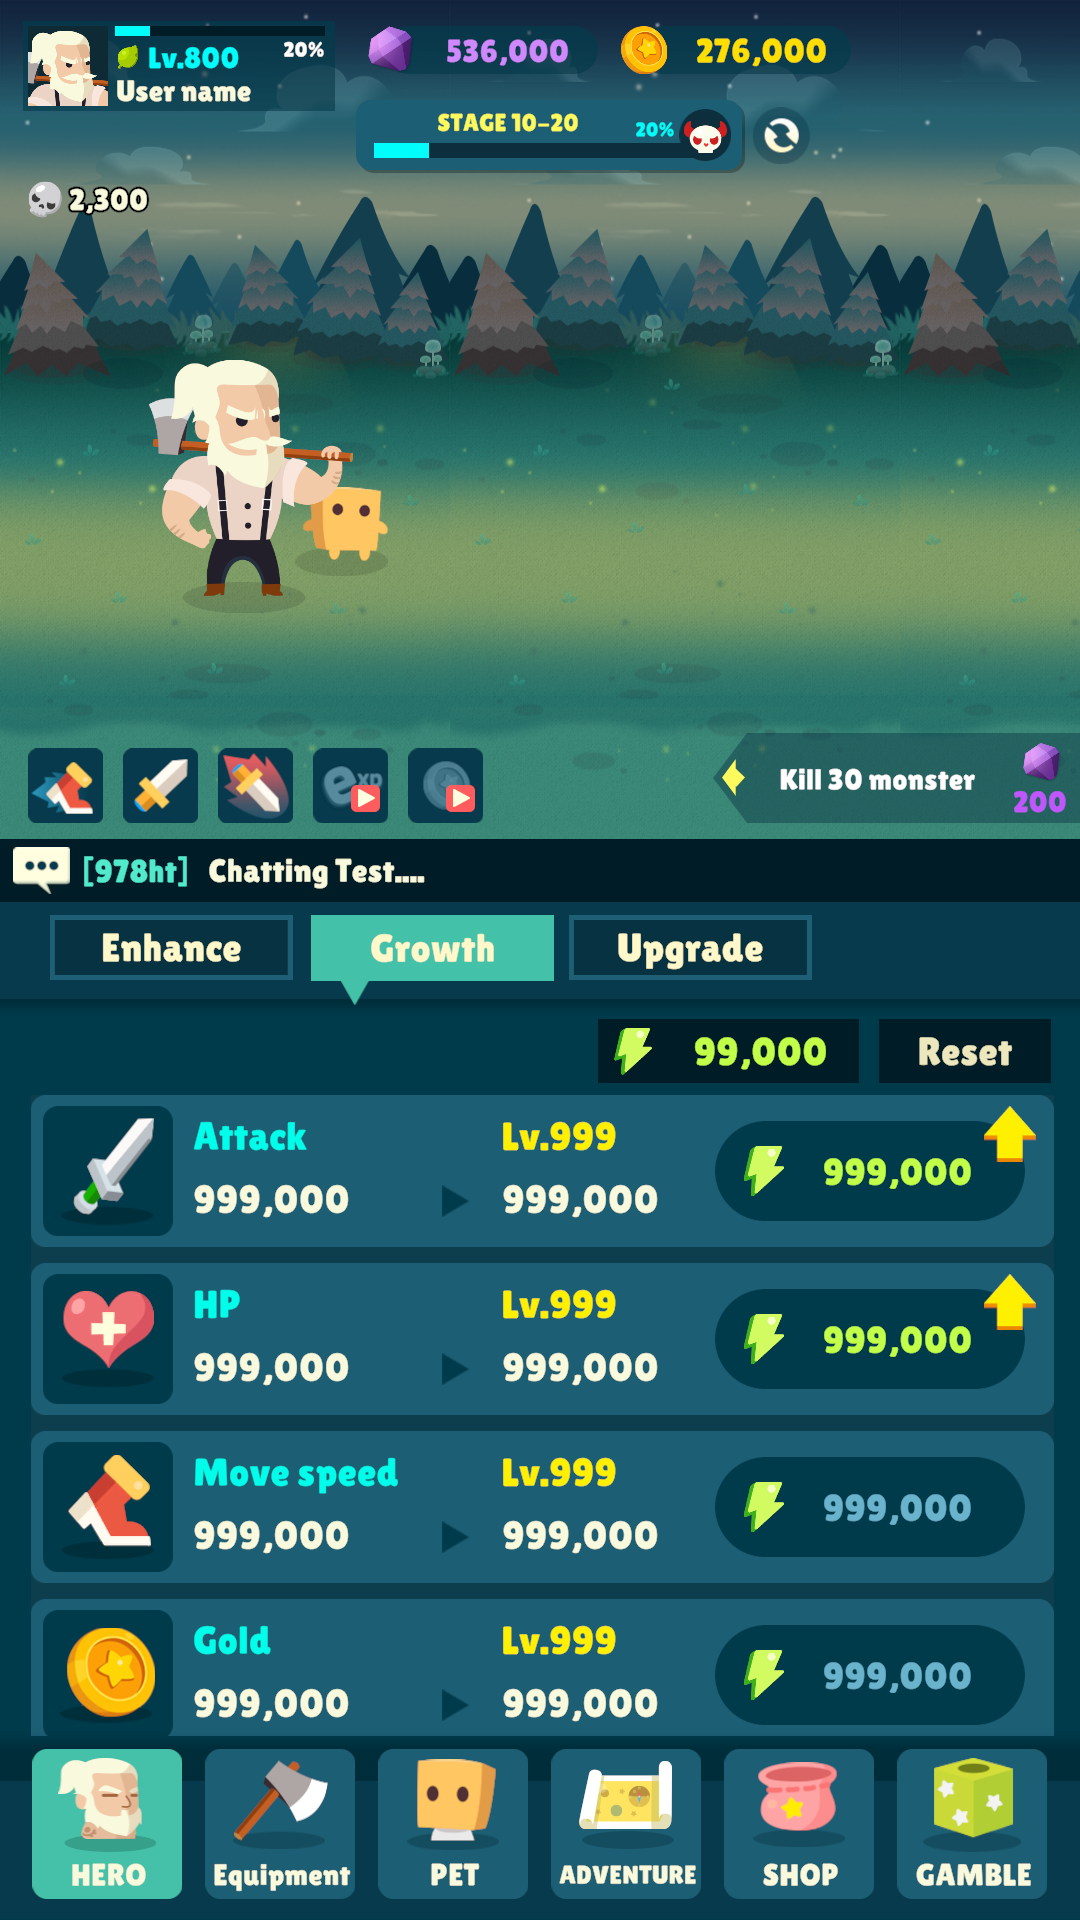 Lv.800
20%
User name
536,000
276,000
STAGE 10-20
20%
2,300
exp
Kill 30 monster
200
[978ht] Chatting Test....
Enhance
Growth
Upgrade
99,000
Reset
Attack
Lv.999
999,000
999,000
999,000
HP
Lv.999
999,000
999,000
999,000
Move speed
Lv.999
999,000
999,000
999,000
Gold
Lv.999
999,000
999,000
999,000
HERO
Equipment
PET
ADVENTURE
SHOP
GAMBLE